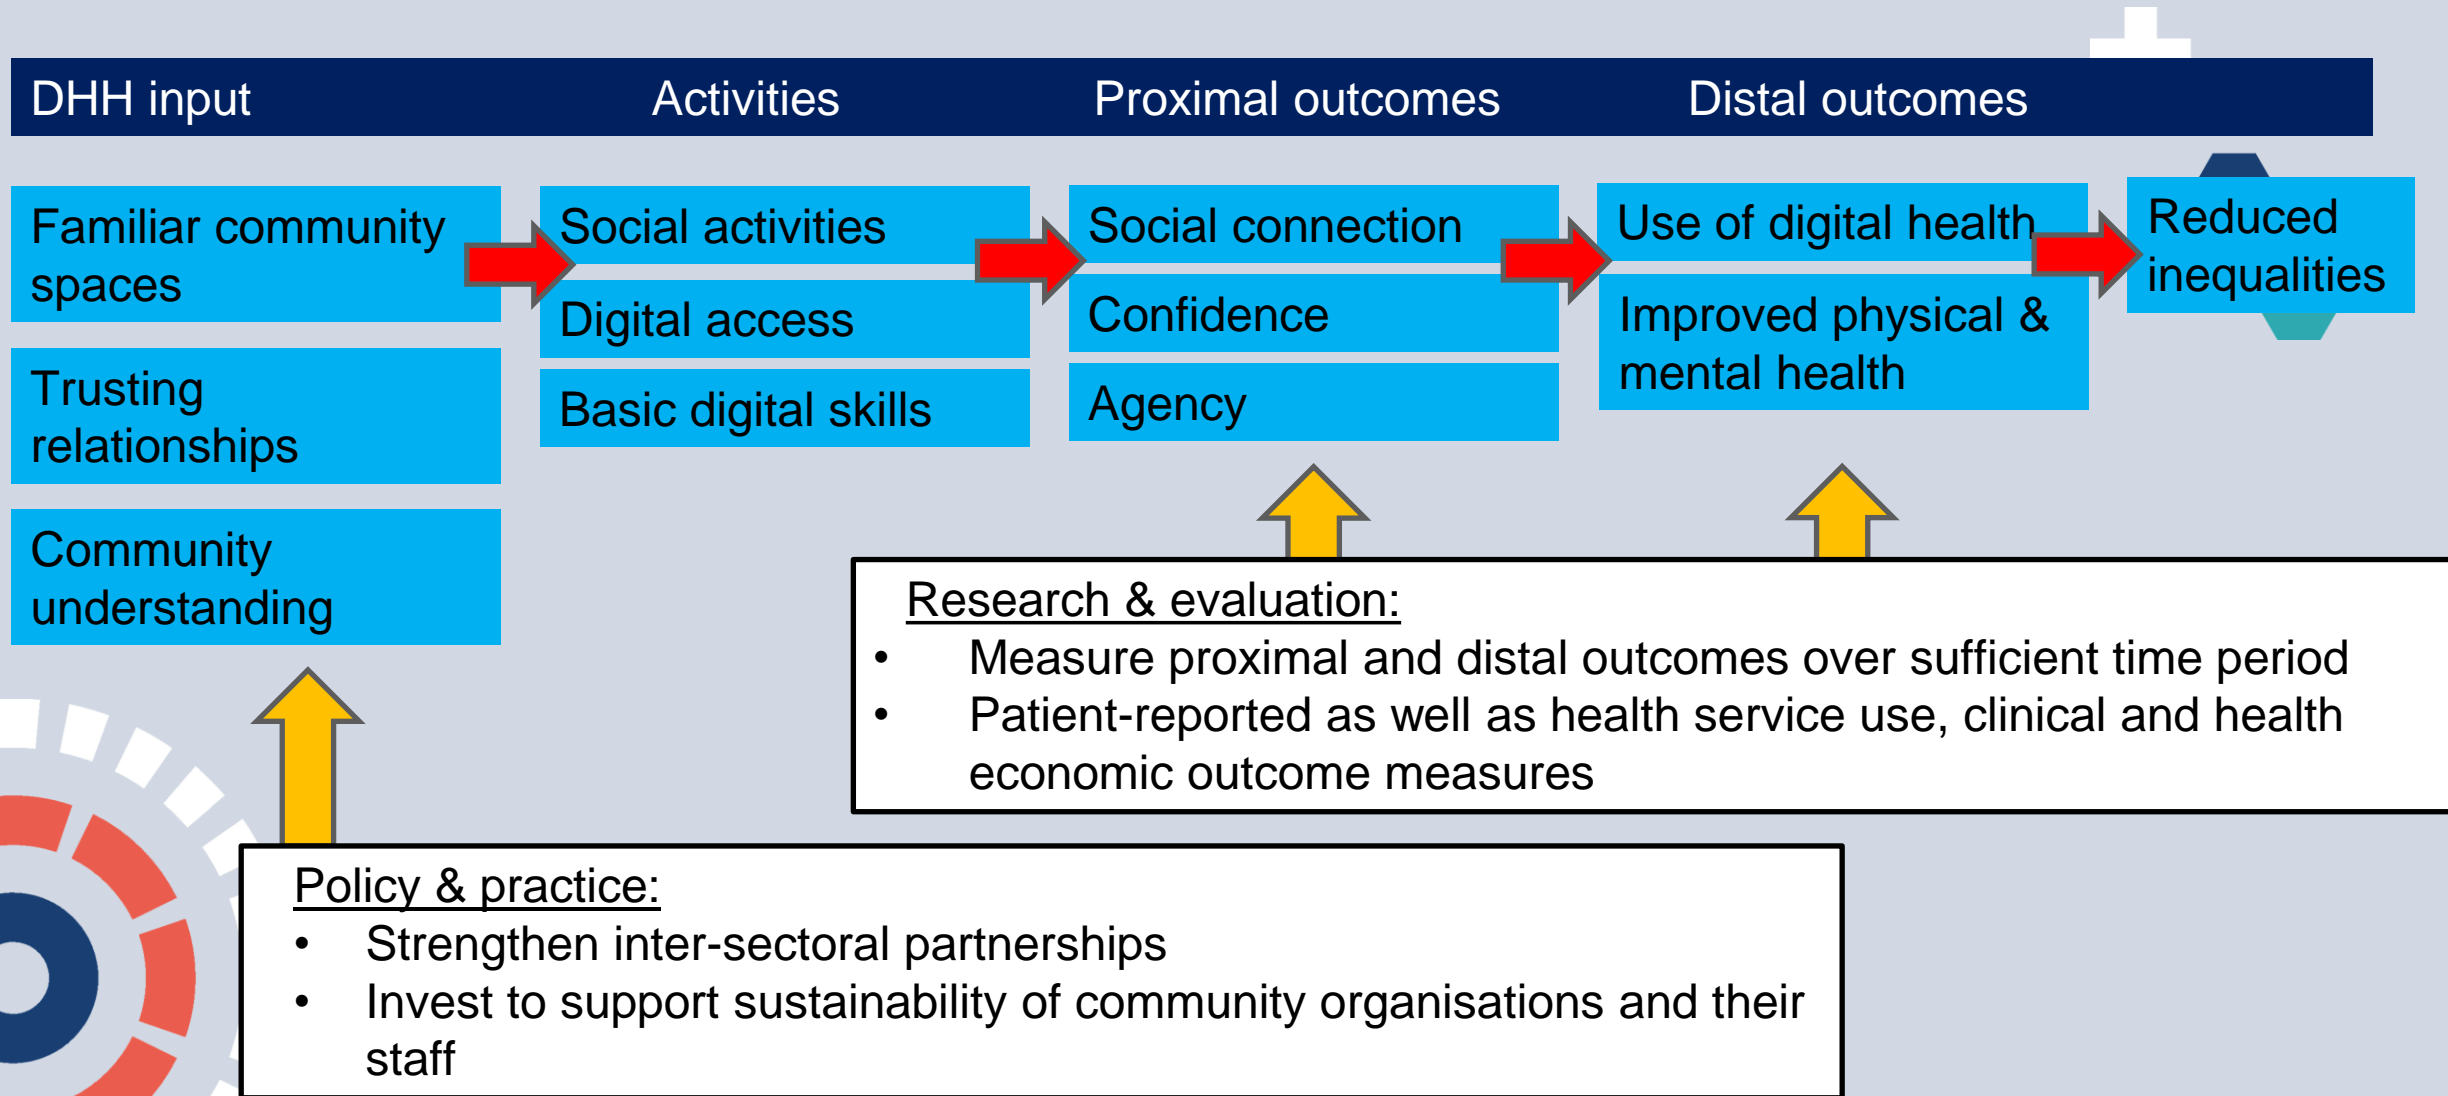 DHH input
Activities
Proximal outcomes
Distal outcomes
Familiar community
spaces
Trusting
relationships
Community
understanding
Social activities
Digital access
Basic digital skills
Social connection
Confidence
Agency
Use of digital health
Improved physical &
mental health
Reduced
inequalities
Research & evaluation:
• Measure proximal and distal outcomes over sufficient time period
• Patient-reported as well as health service use, clinical and health
economic outcome measures
Policy & practice:
• Strengthen inter-sectoral partnerships
• Invest to support sustainability of community organisations and their
staff